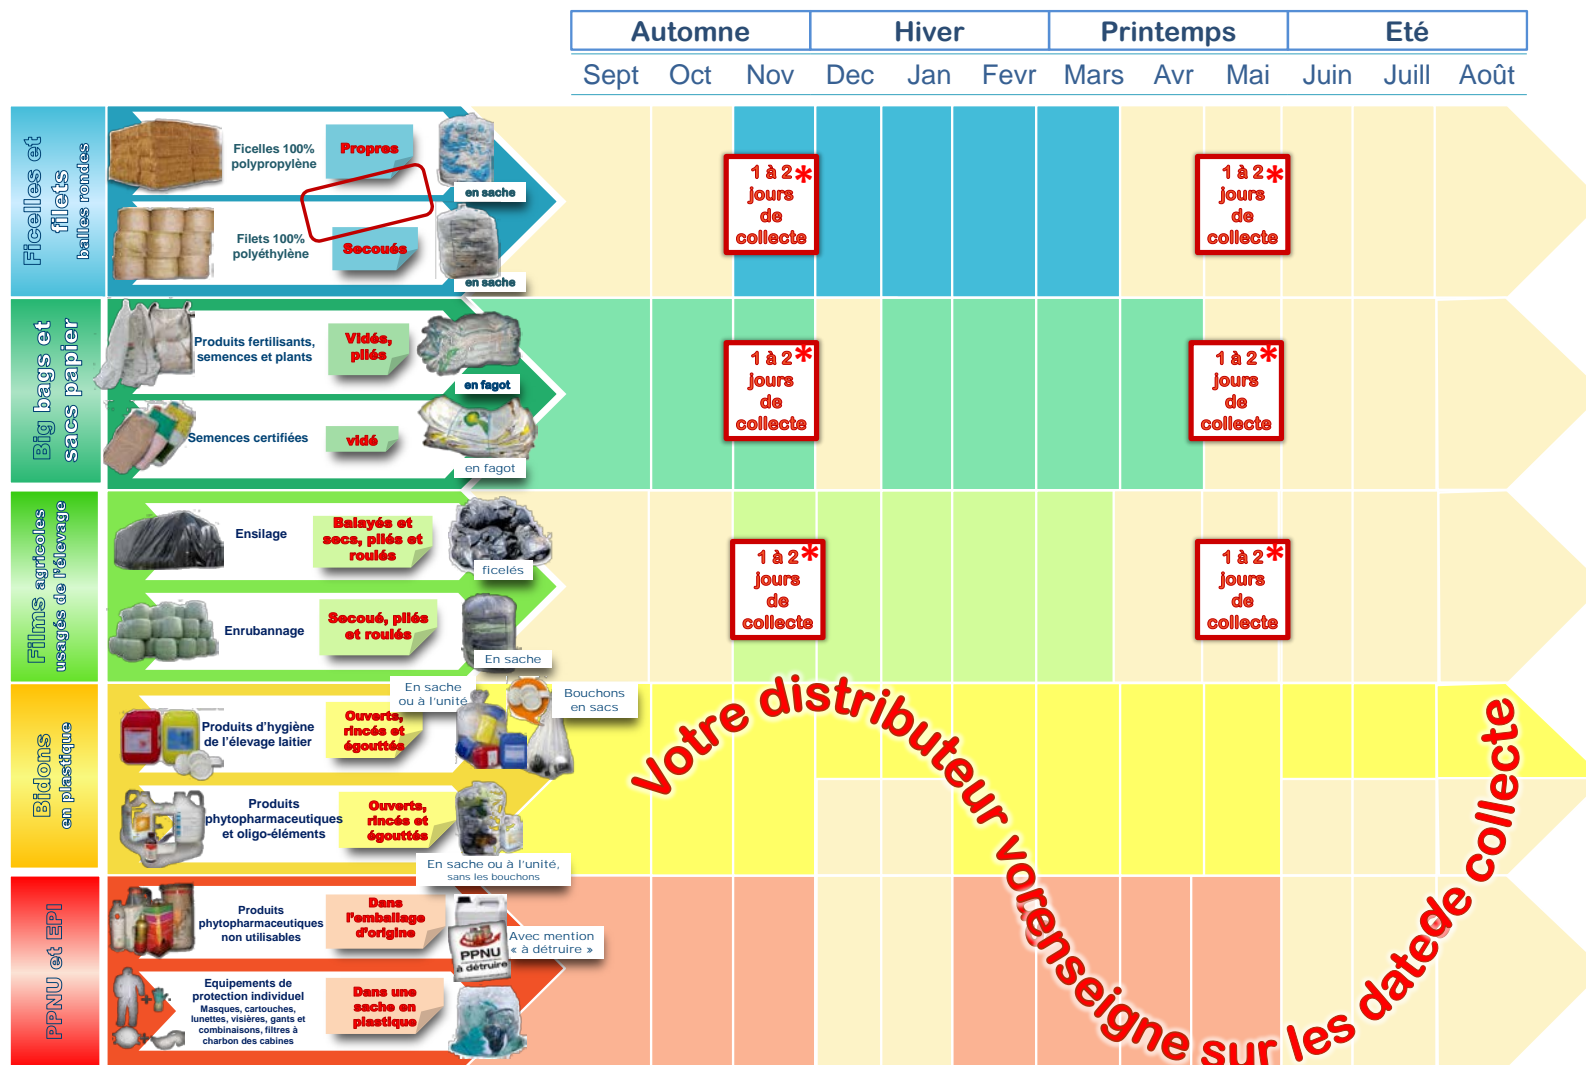 Automne Hiver Printemps Eté
Sept Oct Nov Dec Jan Fevr Mars Avr Mai Juin Juill Août
Ficelles et
filets
balles rondes
Ficelles 100%
polypropylène
Propres
en sache
Filets 100%
polyéthylène
Secoués
en sache
1 à 2 *
jours
de
collecte
1 à 2 *
jours
de
collecte
Big bags et
sacs papier
Produits fertilisants,
semences et plants
Vidés,
pliés
en fagot
Semences certifiées
vidé
en fagot
1 à 2 *
jours
de
collecte
1 à 2 *
jours
de
collecte
Films agricoles
usagés de l'élevage
Ensilage
Balayés et
secs, pliés et
roulés
ficelés
Enrubannage
Secoué, pliés
et roulés
En sache
1 à 2 *
jours
de
collecte
1 à 2 *
jours
de
collecte
Bidons
en plastique
Produits d'hygiène
de l'élevage laitier
Ouverts,
rincés et
égouttés
En sache
ou à l'unité
Bouchons
en sacs
Produits
phytopharmaceutiques
et oligo-éléments
Ouverts,
rincés et
égouttés
En sache ou à l'unité,
sans les bouchons
PPNU et EPI
Produits
phytopharmaceutiques
non utilisables
Dans
l'emballage
d'origine
PPNU
à détruire
Avec mention
« à détruire »
Equipements de
protection individuel
Masques, cartouches,
lunettes, visières, gants et
combinaisons, filtres à
charbon des cabines
Dans une
sache en
plastique
Votre distributeur vous renseigne sur les date de collecte